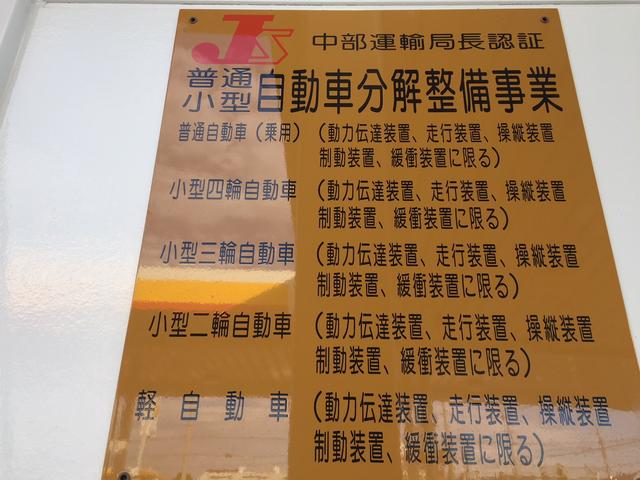 JS 中部運輸局長認証
普通
小型 自動車分解整備事業
普通自動車（乗用）（動力伝達装置、走行装置、操縦装置
制動装置、緩衝装置に限る）
小型四輪自動車（動力伝達装置、走行装置、操縦装置
制動装置、緩衝装置に限る）
小型三輪自動車（動力伝達装置、走行装置、操縦装置
制動装置、緩衝装置に限る）
小型二輪自動車（動力伝達装置、走行装置、操縦装置
制動装置、緩衝装置に限る）
軽自動車（動力伝達装置、走行装置、操縦装置
制動装置、緩衝装置に限る）